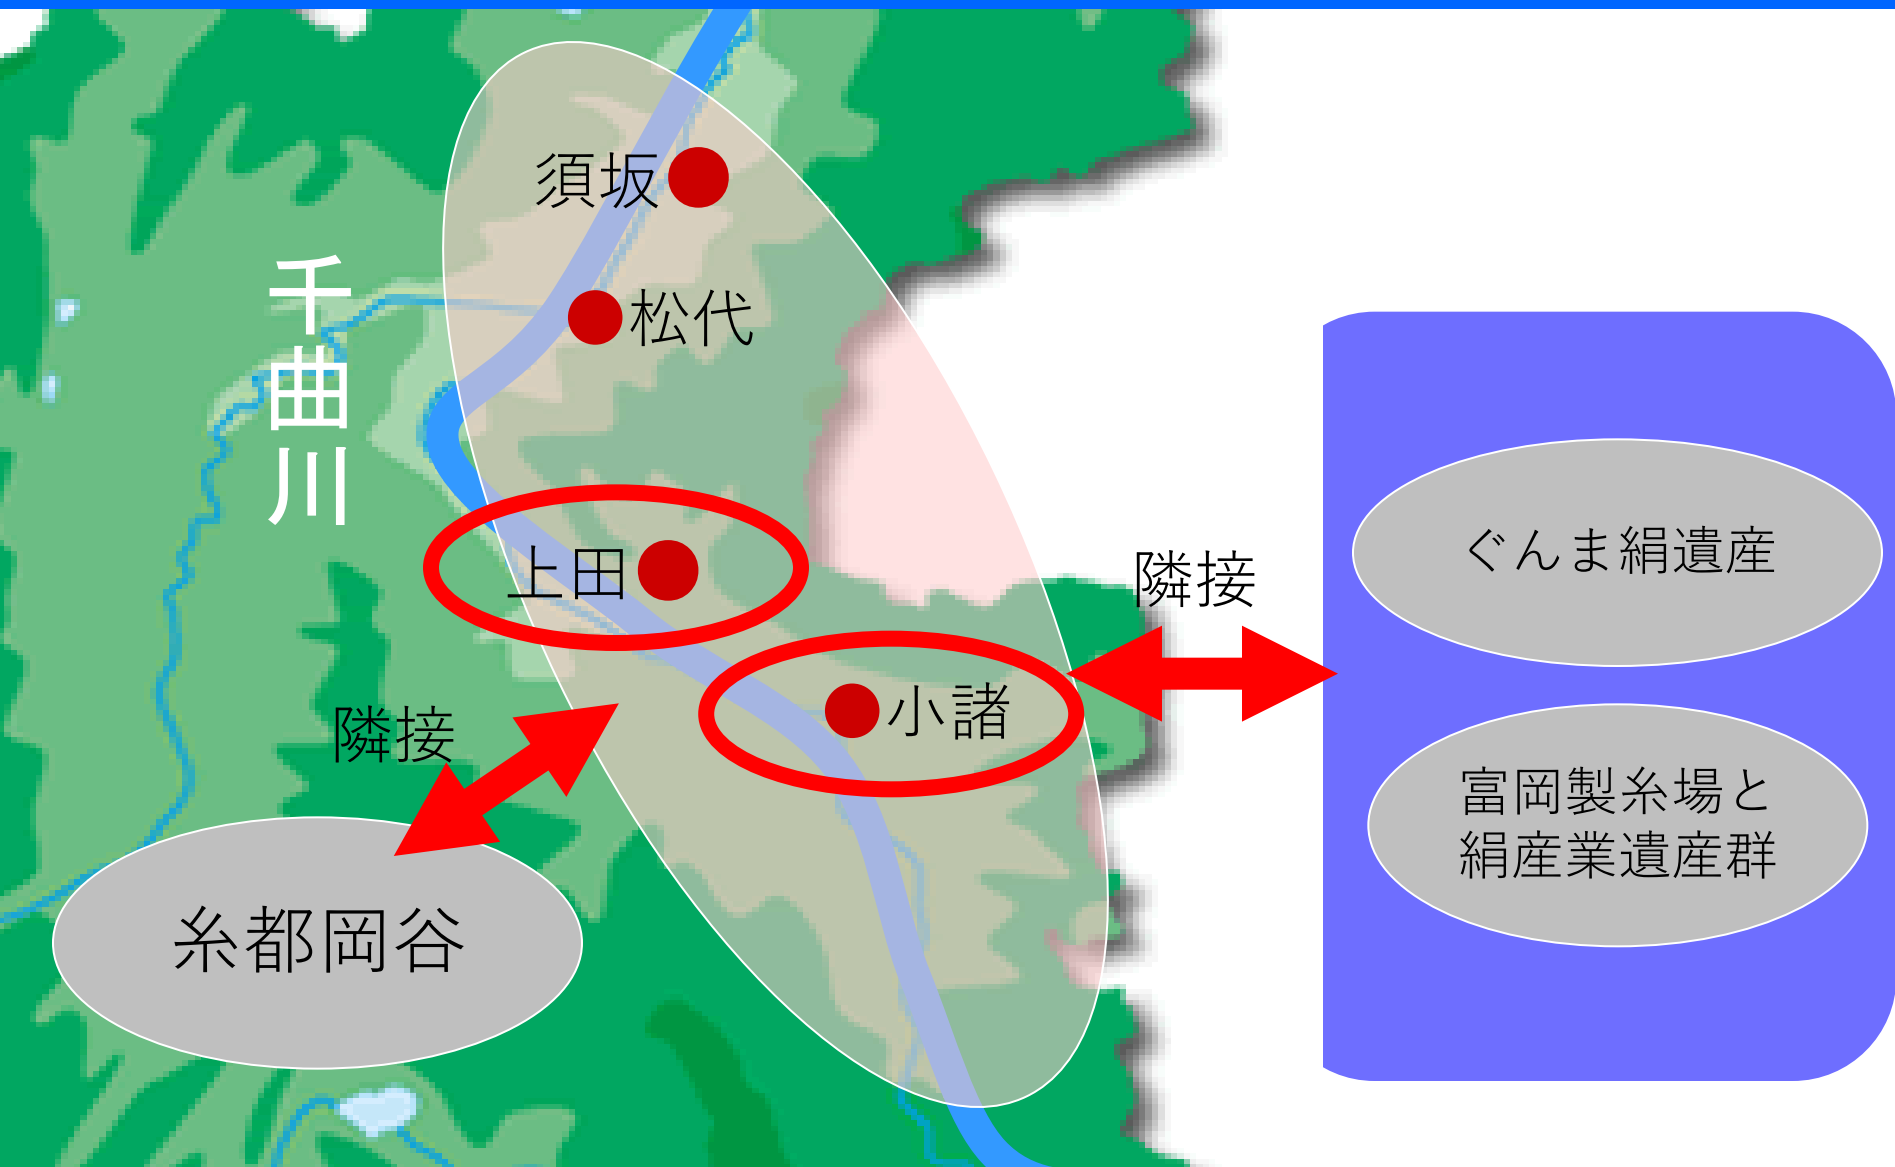 須坂
千曲川
松代
上田
隣接
ぐんま絹遺産
小諸
隣接
富岡製糸場と
絹産業遺産群
糸都岡谷